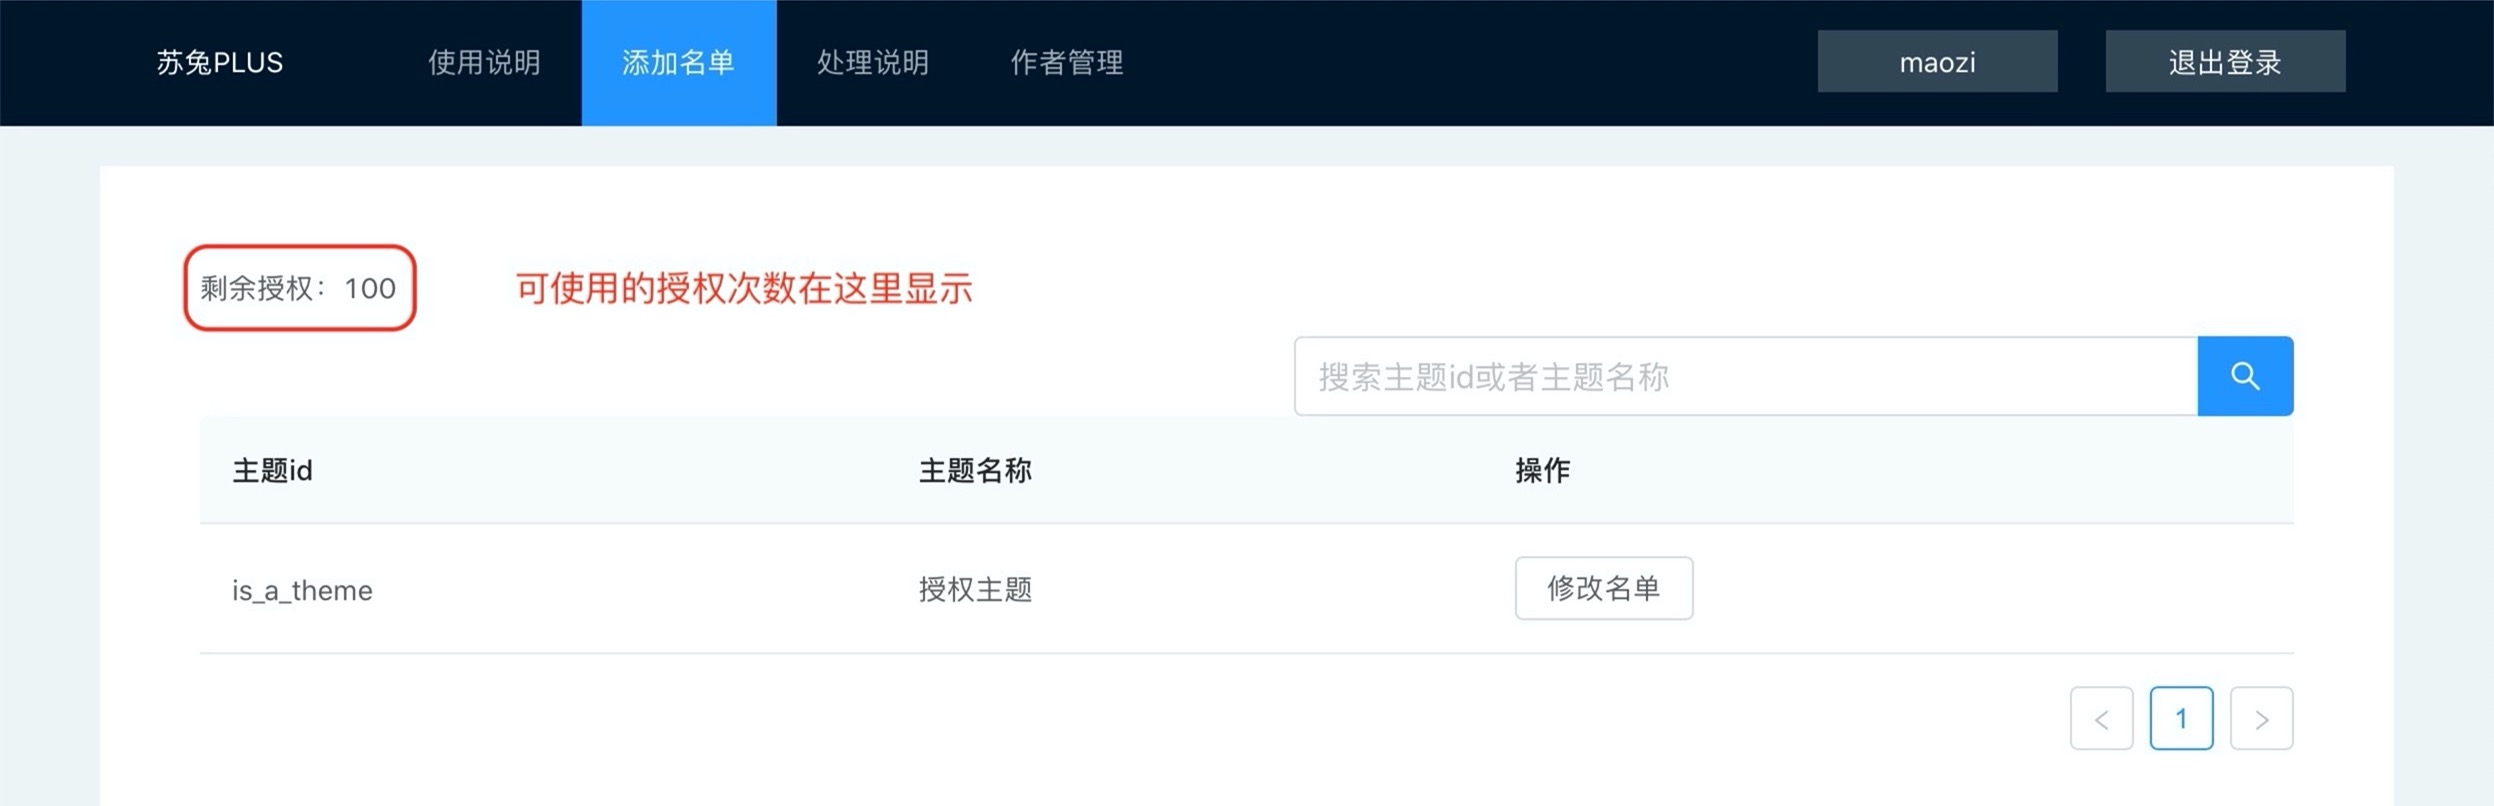 苏兔PLUS 使用说明 添加名单 处理说明 作者管理 maozi 退出登录
剩余授权：100 可使用的授权次数在这里显示
搜索主题id或者主题名称
主题id 主题名称 操作
is_a_theme 授权主题 修改名单
< 1 >